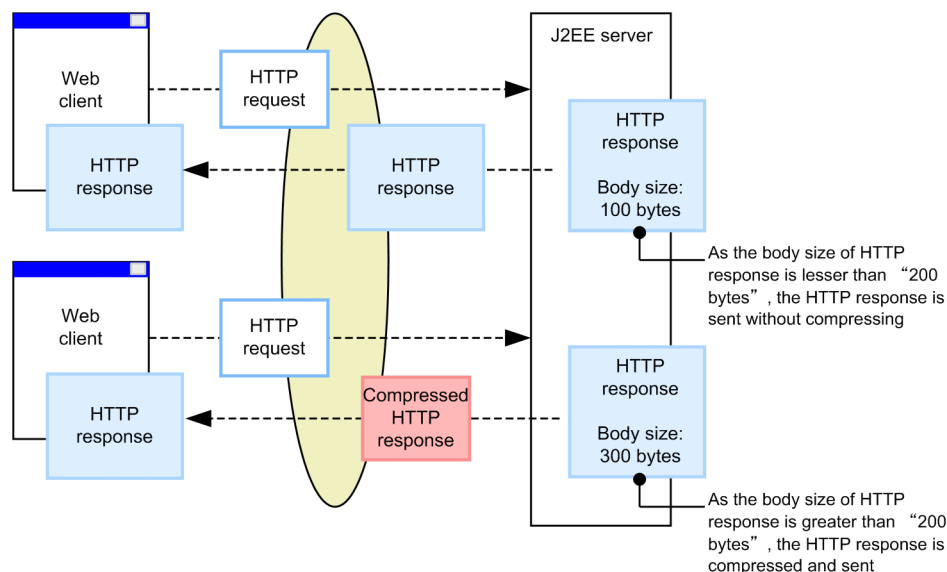 J2EE server
Web
client
HTTP
request
HTTP
response
HTTP
response
HTTP
response
Body size:
100 bytes
As the body size of HTTP
response is lesser than “200
bytes”, the HTTP response is
sent without compressing
Web
client
HTTP
request
HTTP
response
Compressed
HTTP
response
HTTP
response
Body size:
300 bytes
As the body size of HTTP
response is greater than “200
bytes”, the HTTP response is
compressed and sent